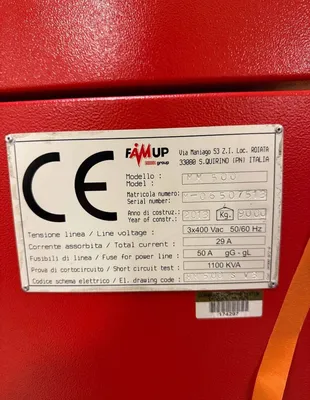 CE
FAMUP
group
Via Maniago 53 Z.I. Loc. ROIATA
33080 S.QUIRINO (PN) ITALIA
Modello:
Model:
Matricola numero:
Serial number:
Anno di costruz.:
Year of constr.:
Kg.
Tensione linea / Line voltage: 3x400 Vac 50/60 Hz
Corrente assorbita / Total current: 29 A
Fusibili di linea / Fuse for power line: 50 A gG - gL
Prova di cortocircuito / Short circuit test: 1100 KVA
Codice schema elettrico / El. drawing code: